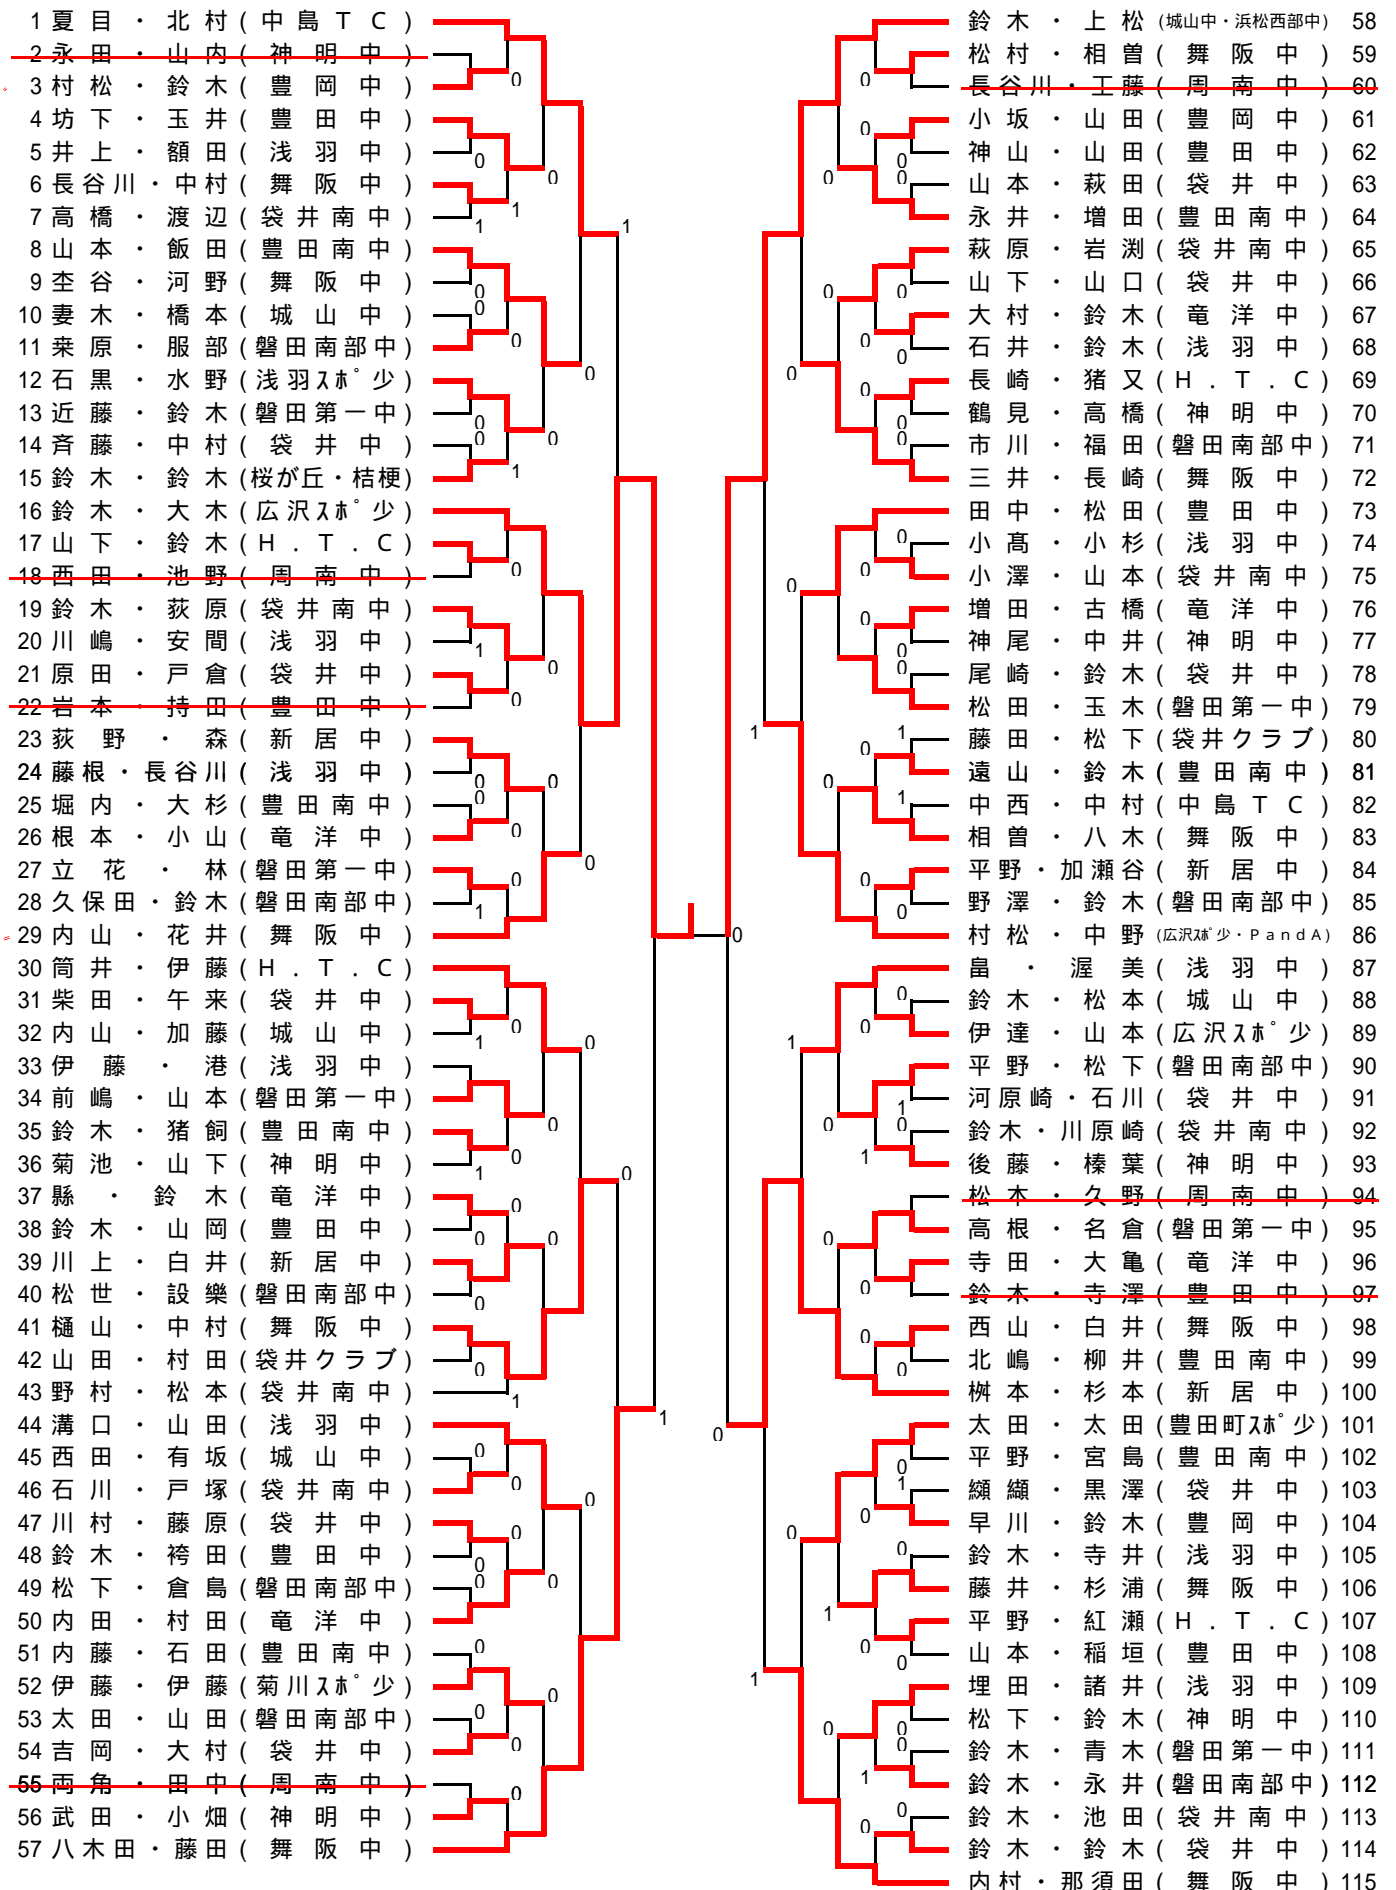 1 夏目・北村(中島ＴＣ)
2 永田・山内(神明中)
3 村松・鈴木(豊岡中)
4 坊下・玉井(豊田中)
5 井上・額田(浅羽中)
6 長谷川・中村(舞阪中)
7 高橋・渡辺(袋井南中)
8 山本・飯田(豊田南中)
9 杢谷・河野(舞阪中)
10 妻木・橋本(城山中)
11 来原・服部(磐田南部中)
12 石黒・水野(浅羽ｽﾎﾟ少)
13 近藤・鈴木(磐田第一中)
14 斉藤・中村(袋井中)
15 鈴木・鈴木(桜が丘・桔梗)
16 鈴木・大木(広沢ｽﾎﾟ少)
17 山下・鈴木(Ｈ．Ｔ．Ｃ)
18 西田・池野(周南中)
19 鈴木・荻原(袋井南中)
20 川嶋・安間(浅羽中)
21 原田・戸倉(袋井中)
22 岩本・持田(豊田中)
23 荻野・森(新居中)
24 藤根・長谷川(浅羽中)
25 堀内・大杉(豊田南中)
26 根本・小山(竜洋中)
27 立花・林(磐田第一中)
28 久保田・鈴木(磐田南部中)
29 内山・花井(舞阪中)
30 筒井・伊藤(Ｈ．Ｔ．Ｃ)
31 柴田・午来(袋井中)
32 内山・加藤(城山中)
33 伊藤・港(浅羽中)
34 前嶋・山本(磐田第一中)
35 鈴木・猪飼(豊田南中)
36 菊池・山下(神明中)
37 縣・鈴木(竜洋中)
38 鈴木・山岡(豊田中)
39 川上・白井(新居中)
40 松世・設樂(磐田南部中)
41 樋山・中村(舞阪中)
42 山田・村田(袋井クラブ)
43 野村・松本(袋井南中)
44 溝口・山田(浅羽中)
45 西田・有坂(城山中)
46 石川・戸塚(袋井南中)
47 川村・藤原(袋井中)
48 鈴木・袴田(豊田中)
49 松下・倉島(磐田南部中)
50 内田・村田(竜洋中)
51 内藤・石田(豊田南中)
52 伊藤・伊藤(菊川ｽﾎﾟ少)
53 太田・山田(磐田南部中)
54 吉岡・大村(袋井中)
55 両角・田中(周南中)
56 武田・小畑(神明中)
57 八木田・藤田(舞阪中)
鈴木・上松(城山中・浜松西部中) 58
松村・相曽(舞阪中) 59
長谷川・工藤(周南中) 60
小坂・山田(豊岡中) 61
神山・山田(豊田中) 62
山本・萩田(袋井中) 63
永井・増田(豊田南中) 64
萩原・岩渕(袋井南中) 65
山下・山口(袋井中) 66
大村・鈴木(竜洋中) 67
石井・鈴木(浅羽中) 68
長崎・猪又(Ｈ．Ｔ．Ｃ) 69
鶴見・高橋(神明中) 70
市川・福田(磐田南部中) 71
三井・長崎(舞阪中) 72
田中・松田(豊田中) 73
小髙・小杉(浅羽中) 74
小澤・山本(袋井南中) 75
増田・古橋(竜洋中) 76
神尾・中井(神明中) 77
尾崎・鈴木(袋井中) 78
松田・玉木(磐田第一中) 79
藤田・松下(袋井クラブ) 80
遠山・鈴木(豊田南中) 81
中西・中村(中島ＴＣ) 82
相曽・八木(舞阪中) 83
平野・加瀬谷(新居中) 84
野澤・鈴木(磐田南部中) 85
村松・中野(広沢ｽﾎﾟ少・ＰａｎｄＡ) 86
畠・渥美(浅羽中) 87
鈴木・松本(城山中) 88
伊達・山本(広沢ｽﾎﾟ少) 89
平野・松下(磐田南部中) 90
河原崎・石川(袋井中) 91
鈴木・川原崎(袋井南中) 92
後藤・榛葉(神明中) 93
松本・久野(周南中) 94
高根・名倉(磐田第一中) 95
寺田・大亀(竜洋中) 96
鈴木・寺澤(豊田中) 97
西山・白井(舞阪中) 98
北嶋・柳井(豊田南中) 99
桝本・杉本(新居中) 100
太田・太田(豊田町ｽﾎﾟ少) 101
平野・宮島(豊田南中) 102
纐纈・黒澤(袋井中) 103
早川・鈴木(豊岡中) 104
鈴木・寺井(浅羽中) 105
藤井・杉浦(舞阪中) 106
平野・紅瀬(Ｈ．Ｔ．Ｃ) 107
山本・稲垣(豊田中) 108
埋田・諸井(浅羽中) 109
松下・鈴木(神明中) 110
鈴木・青木(磐田第一中) 111
鈴木・永井(磐田南部中) 112
鈴木・池田(袋井南中) 113
鈴木・鈴木(袋井中) 114
内村・那須田(舞阪中) 115